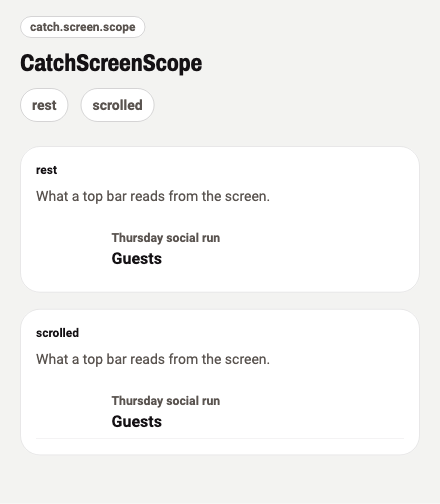 catch.screen.scope
CatchScreenScope
rest
scrolled
rest
What a top bar reads from the screen.
Thursday social run
Guests
scrolled
What a top bar reads from the screen.
Thursday social run
Guests